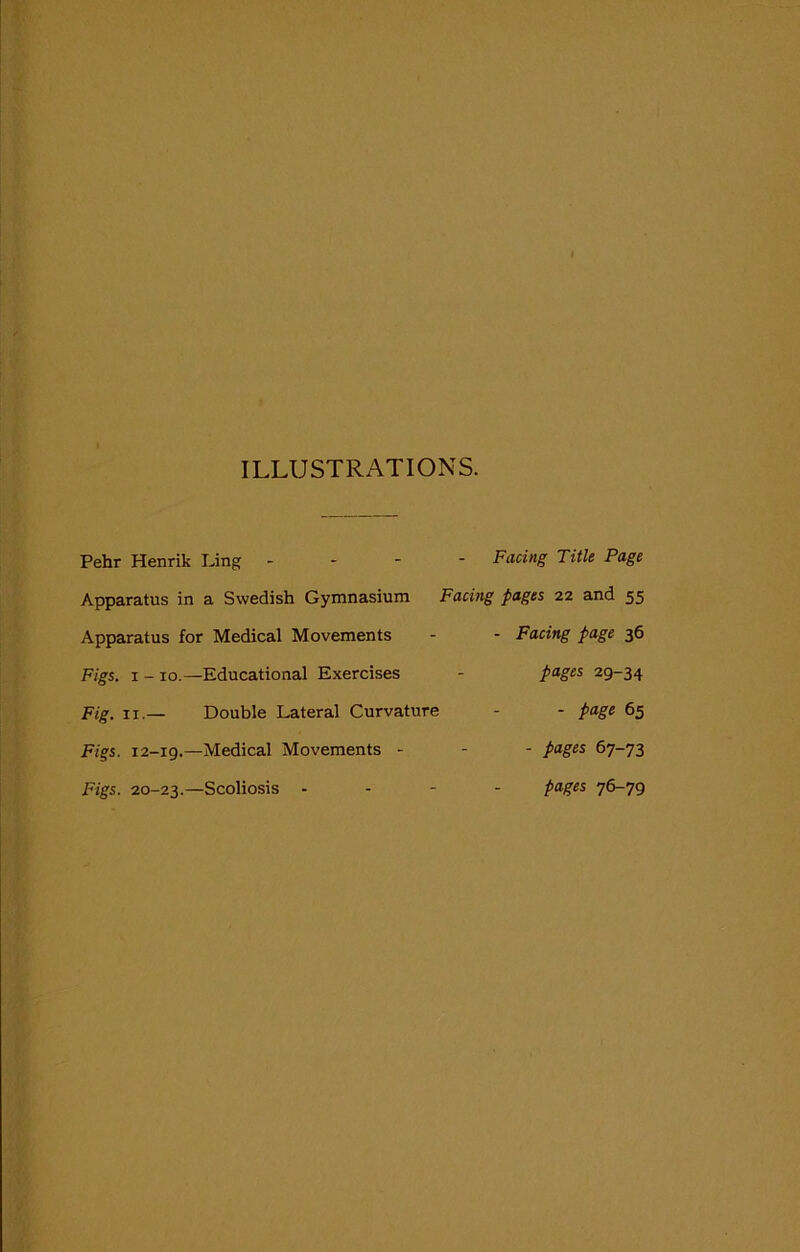 ILLUSTRATIONS.
Pehr Henrik Ling - - - - Facing Title Page
Apparatus in a Swedish Gymnasium Facing pages 22 and 55
Apparatus for Medical Movements - - Facing page 36
Figs. 1 - 10.—Educational Exercises - pages 29-34
Fig. 11.— Double Lateral Curvature - - page 65
Figs. 12-19.—Medical Movements - - - pages 67-73
Figs. 20-23.—Scoliosis - - - - pages 76-79